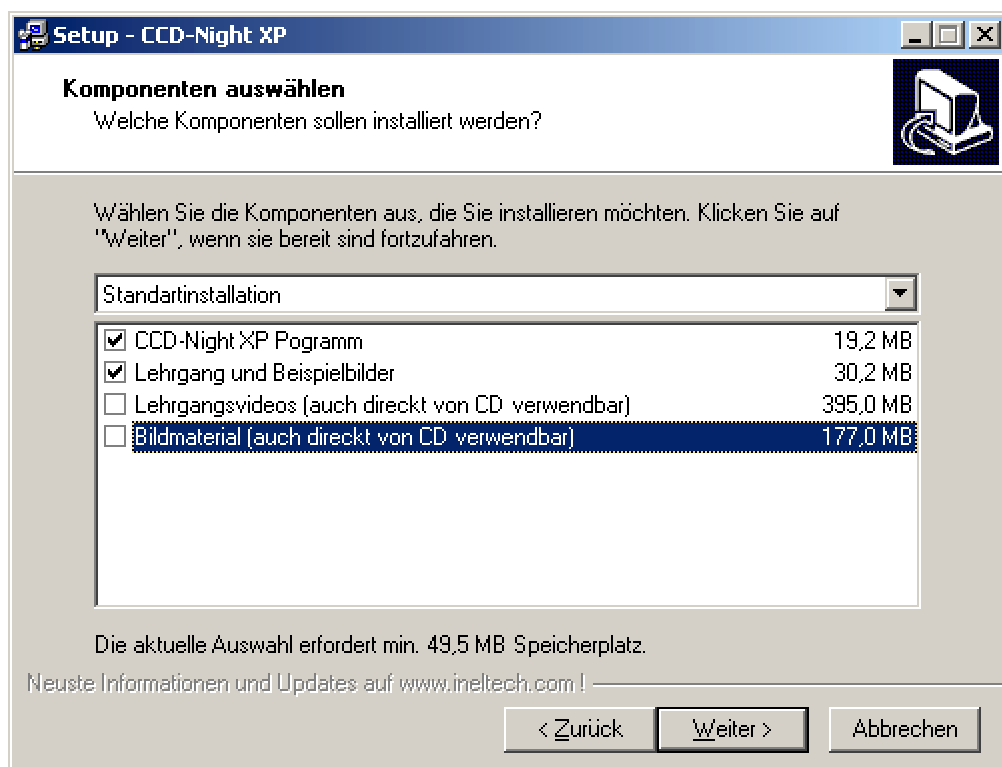 Setup - CCD-Night XP
Komponenten auswählen
Welche Komponenten sollen installiert werden?
Wählen Sie die Komponenten aus, die Sie installieren möchten. Klicken Sie auf
"Weiter", wenn sie bereit sind fortzufahren.
Standartinstallation
CCD-Night XP Pogramm 19,2 MB
Lehrgang und Beispielbilder 30,2 MB
Lehrgangsvideos (auch direckt von CD verwendbar) 395,0 MB
Bildmaterial (auch direckt von CD verwendbar) 177,0 MB
Die aktuelle Auswahl erfordert min. 49,5 MB Speicherplatz.
Neuste Informationen und Updates auf www.ineltech.com !
< Zurück Weiter > Abbrechen